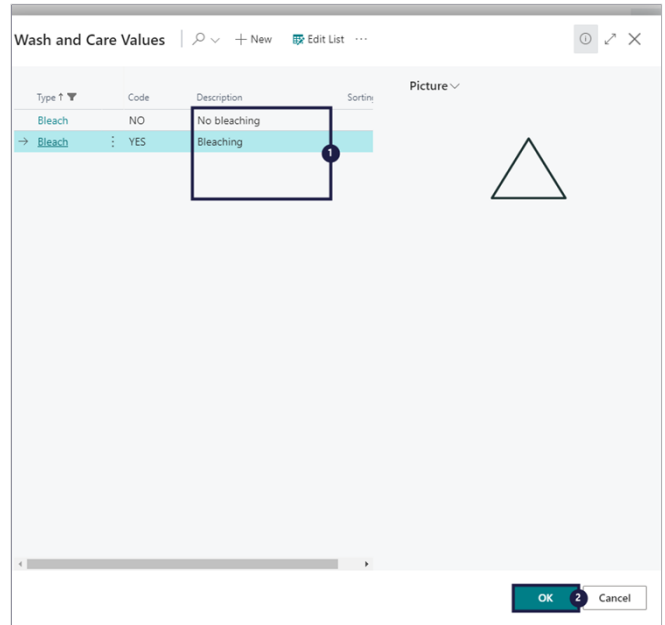 Wash and Care Values + New Edit List ···
Picture
Type ↑ Code Description Sorting
Bleach NO No bleaching
→ Bleach YES Bleaching
1
OK 2 Cancel